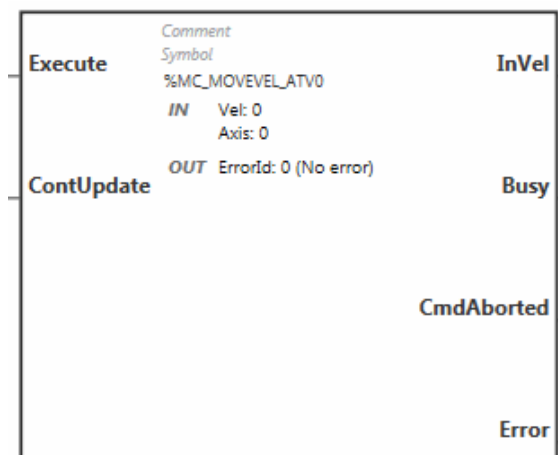 Comment
Execute
Symbol
InVel
%MC_MOVEVEL_ATV0
IN Vel: 0
Axis: 0
OUT ErrorId: 0 (No error)
ContUpdate
Busy
CmdAborted
Error